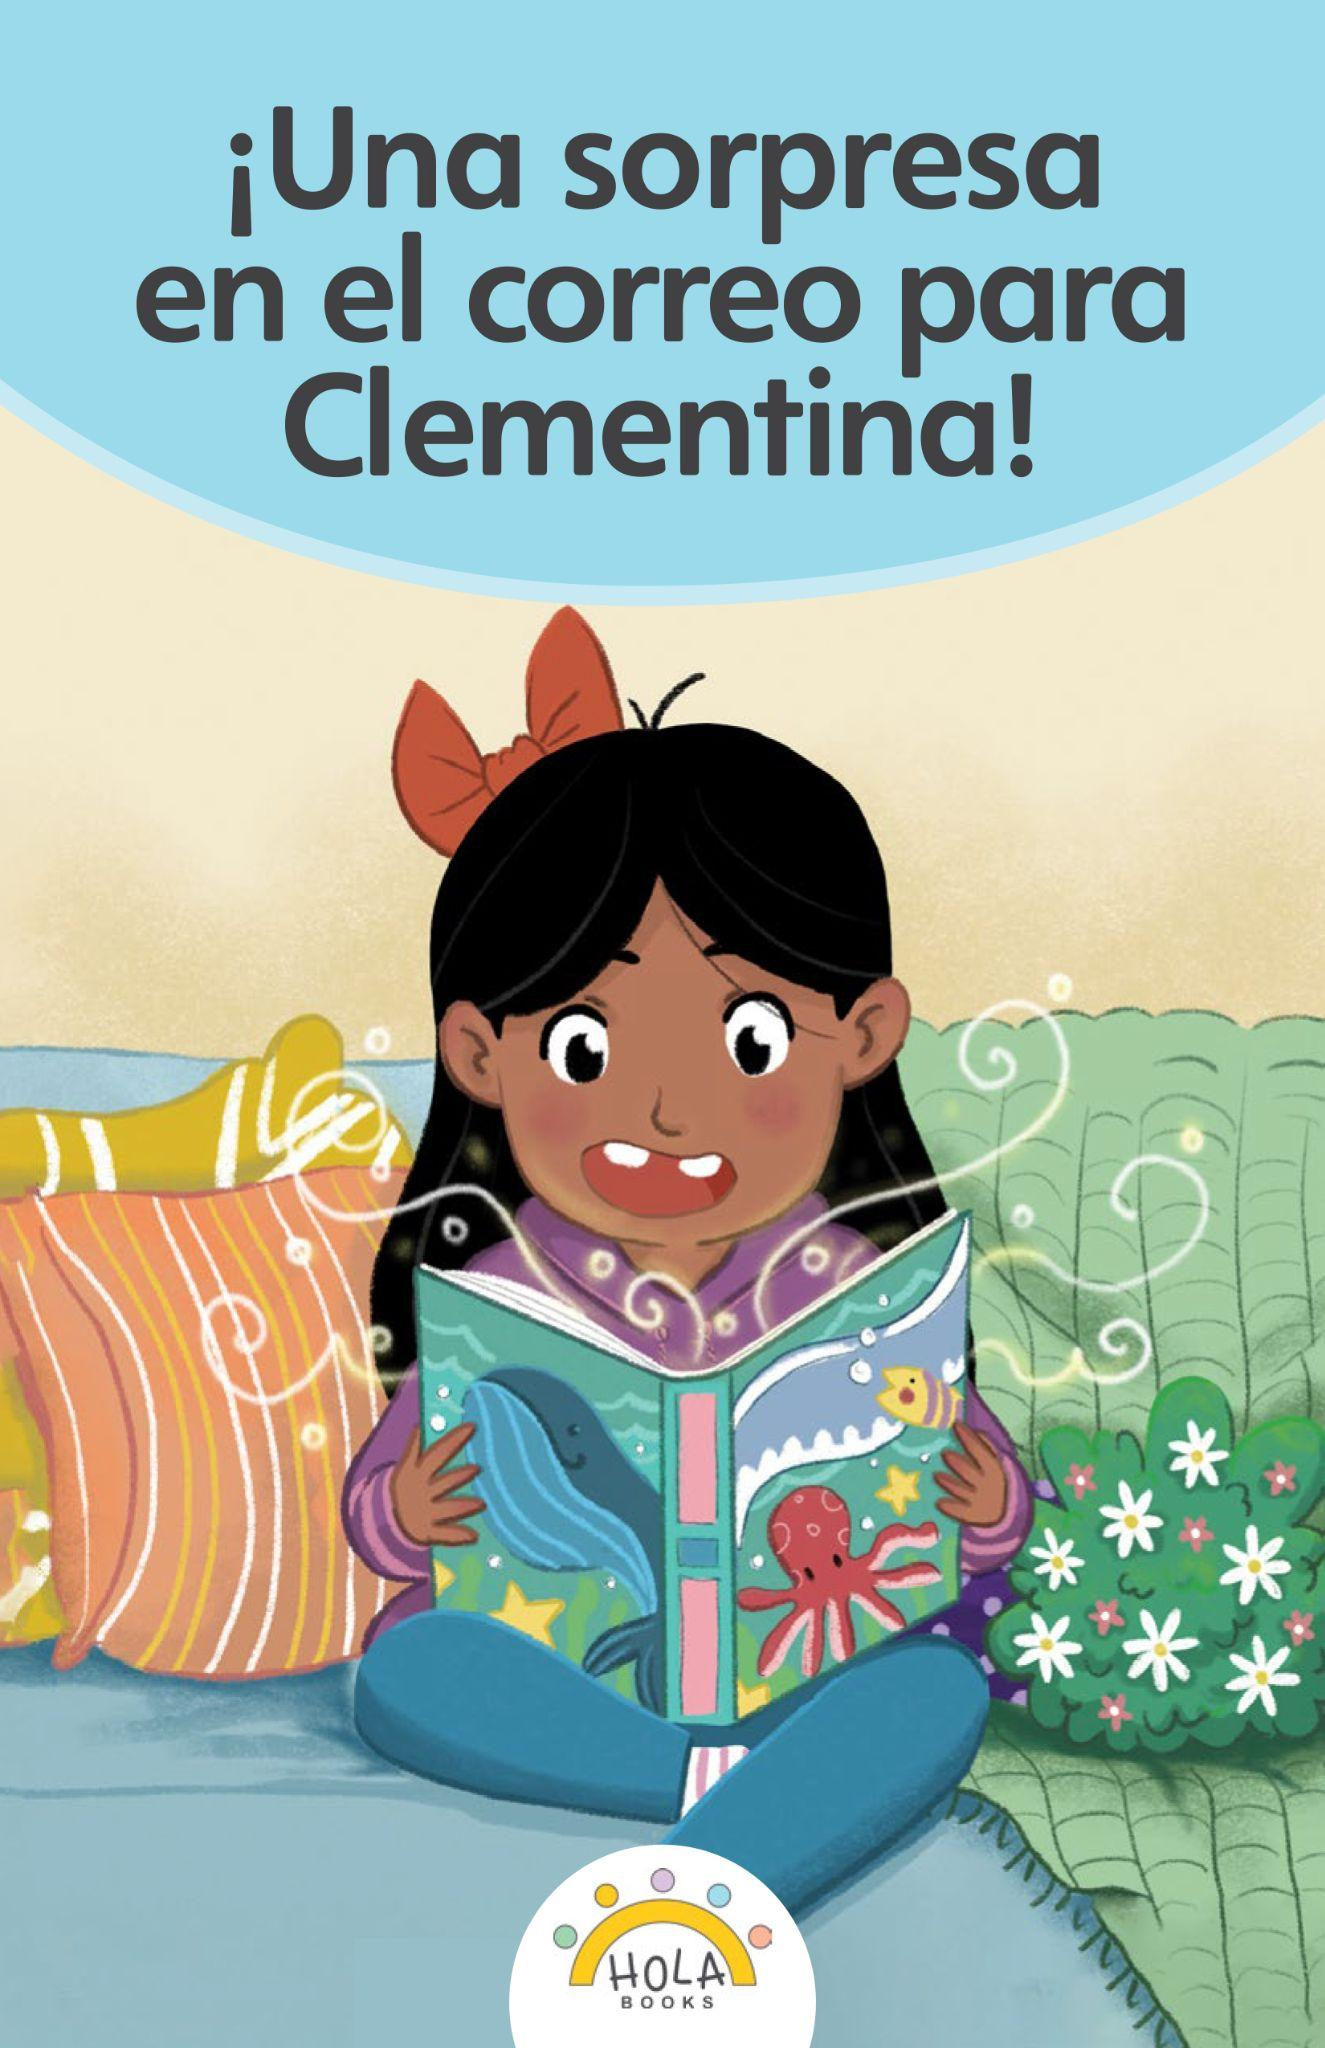 ¡Una sorpresa
en el correo para
Clementina!
HOLA
BOOKS